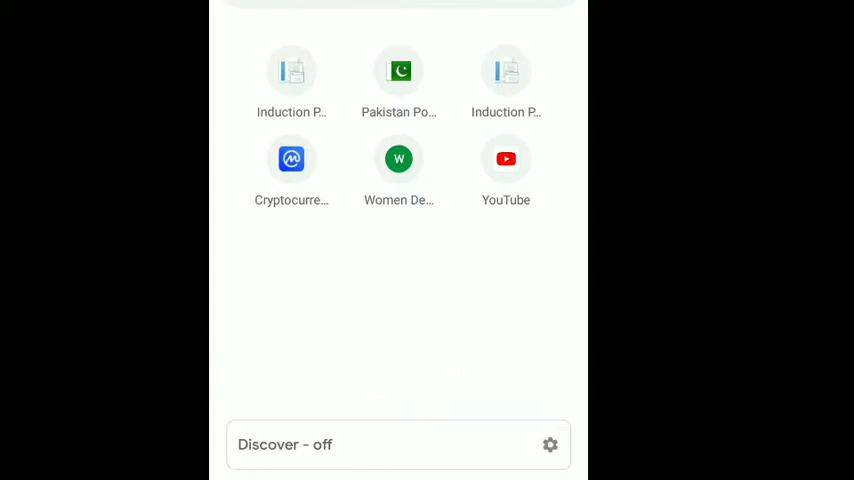 Induction P... Pakistan Po... Induction P...
W
Cryptocurre... Women De... YouTube
Discover - off